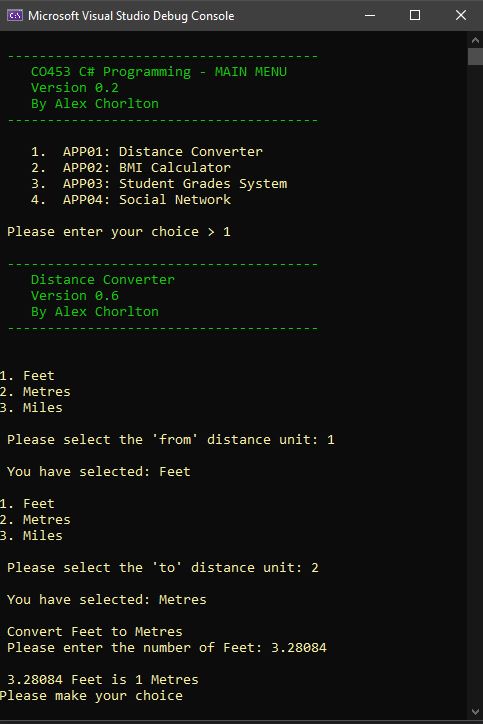 Microsoft Visual Studio Debug Console
---------------------------------------
CO453 C# Programming - MAIN MENU
Version 0.2
By Alex Chorlton
---------------------------------------
1. APP01: Distance Converter
2. APP02: BMI Calculator
3. APP03: Student Grades System
4. APP04: Social Network
Please enter your choice > 1
---------------------------------------
Distance Converter
Version 0.6
By Alex Chorlton
---------------------------------------
1. Feet
2. Metres
3. Miles
Please select the 'from' distance unit: 1
You have selected: Feet
1. Feet
2. Metres
3. Miles
Please select the 'to' distance unit: 2
You have selected: Metres
Convert Feet to Metres
Please enter the number of Feet: 3.28084
3.28084 Feet is 1 Metres
Please make your choice